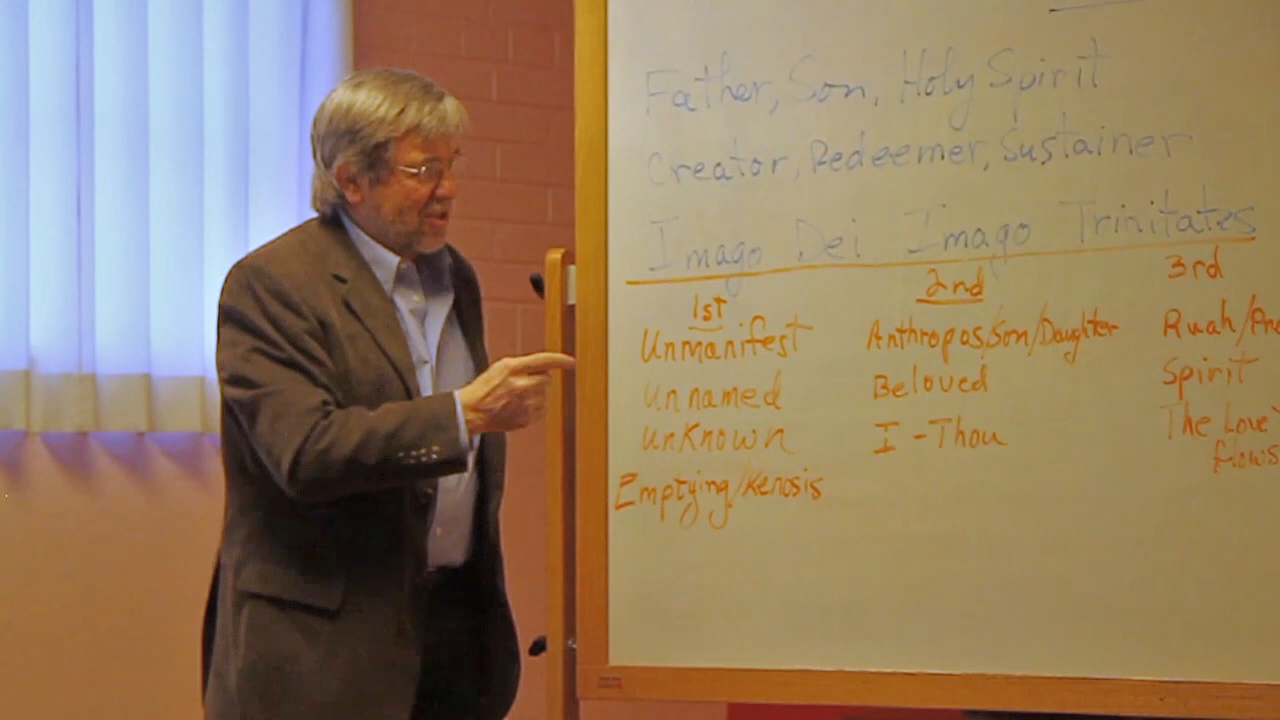 Father, Son, Holy Spirit
Creator, Redeemer, Sustainer
Imago Dei Imago Trinitates
1st 2nd 3rd
Unmanifest Anthropos/Son/Daughter Ruah/
Unnamed Beloved Spirit
Unknown I-Thou The Love
flows
Emptying/Kenosis